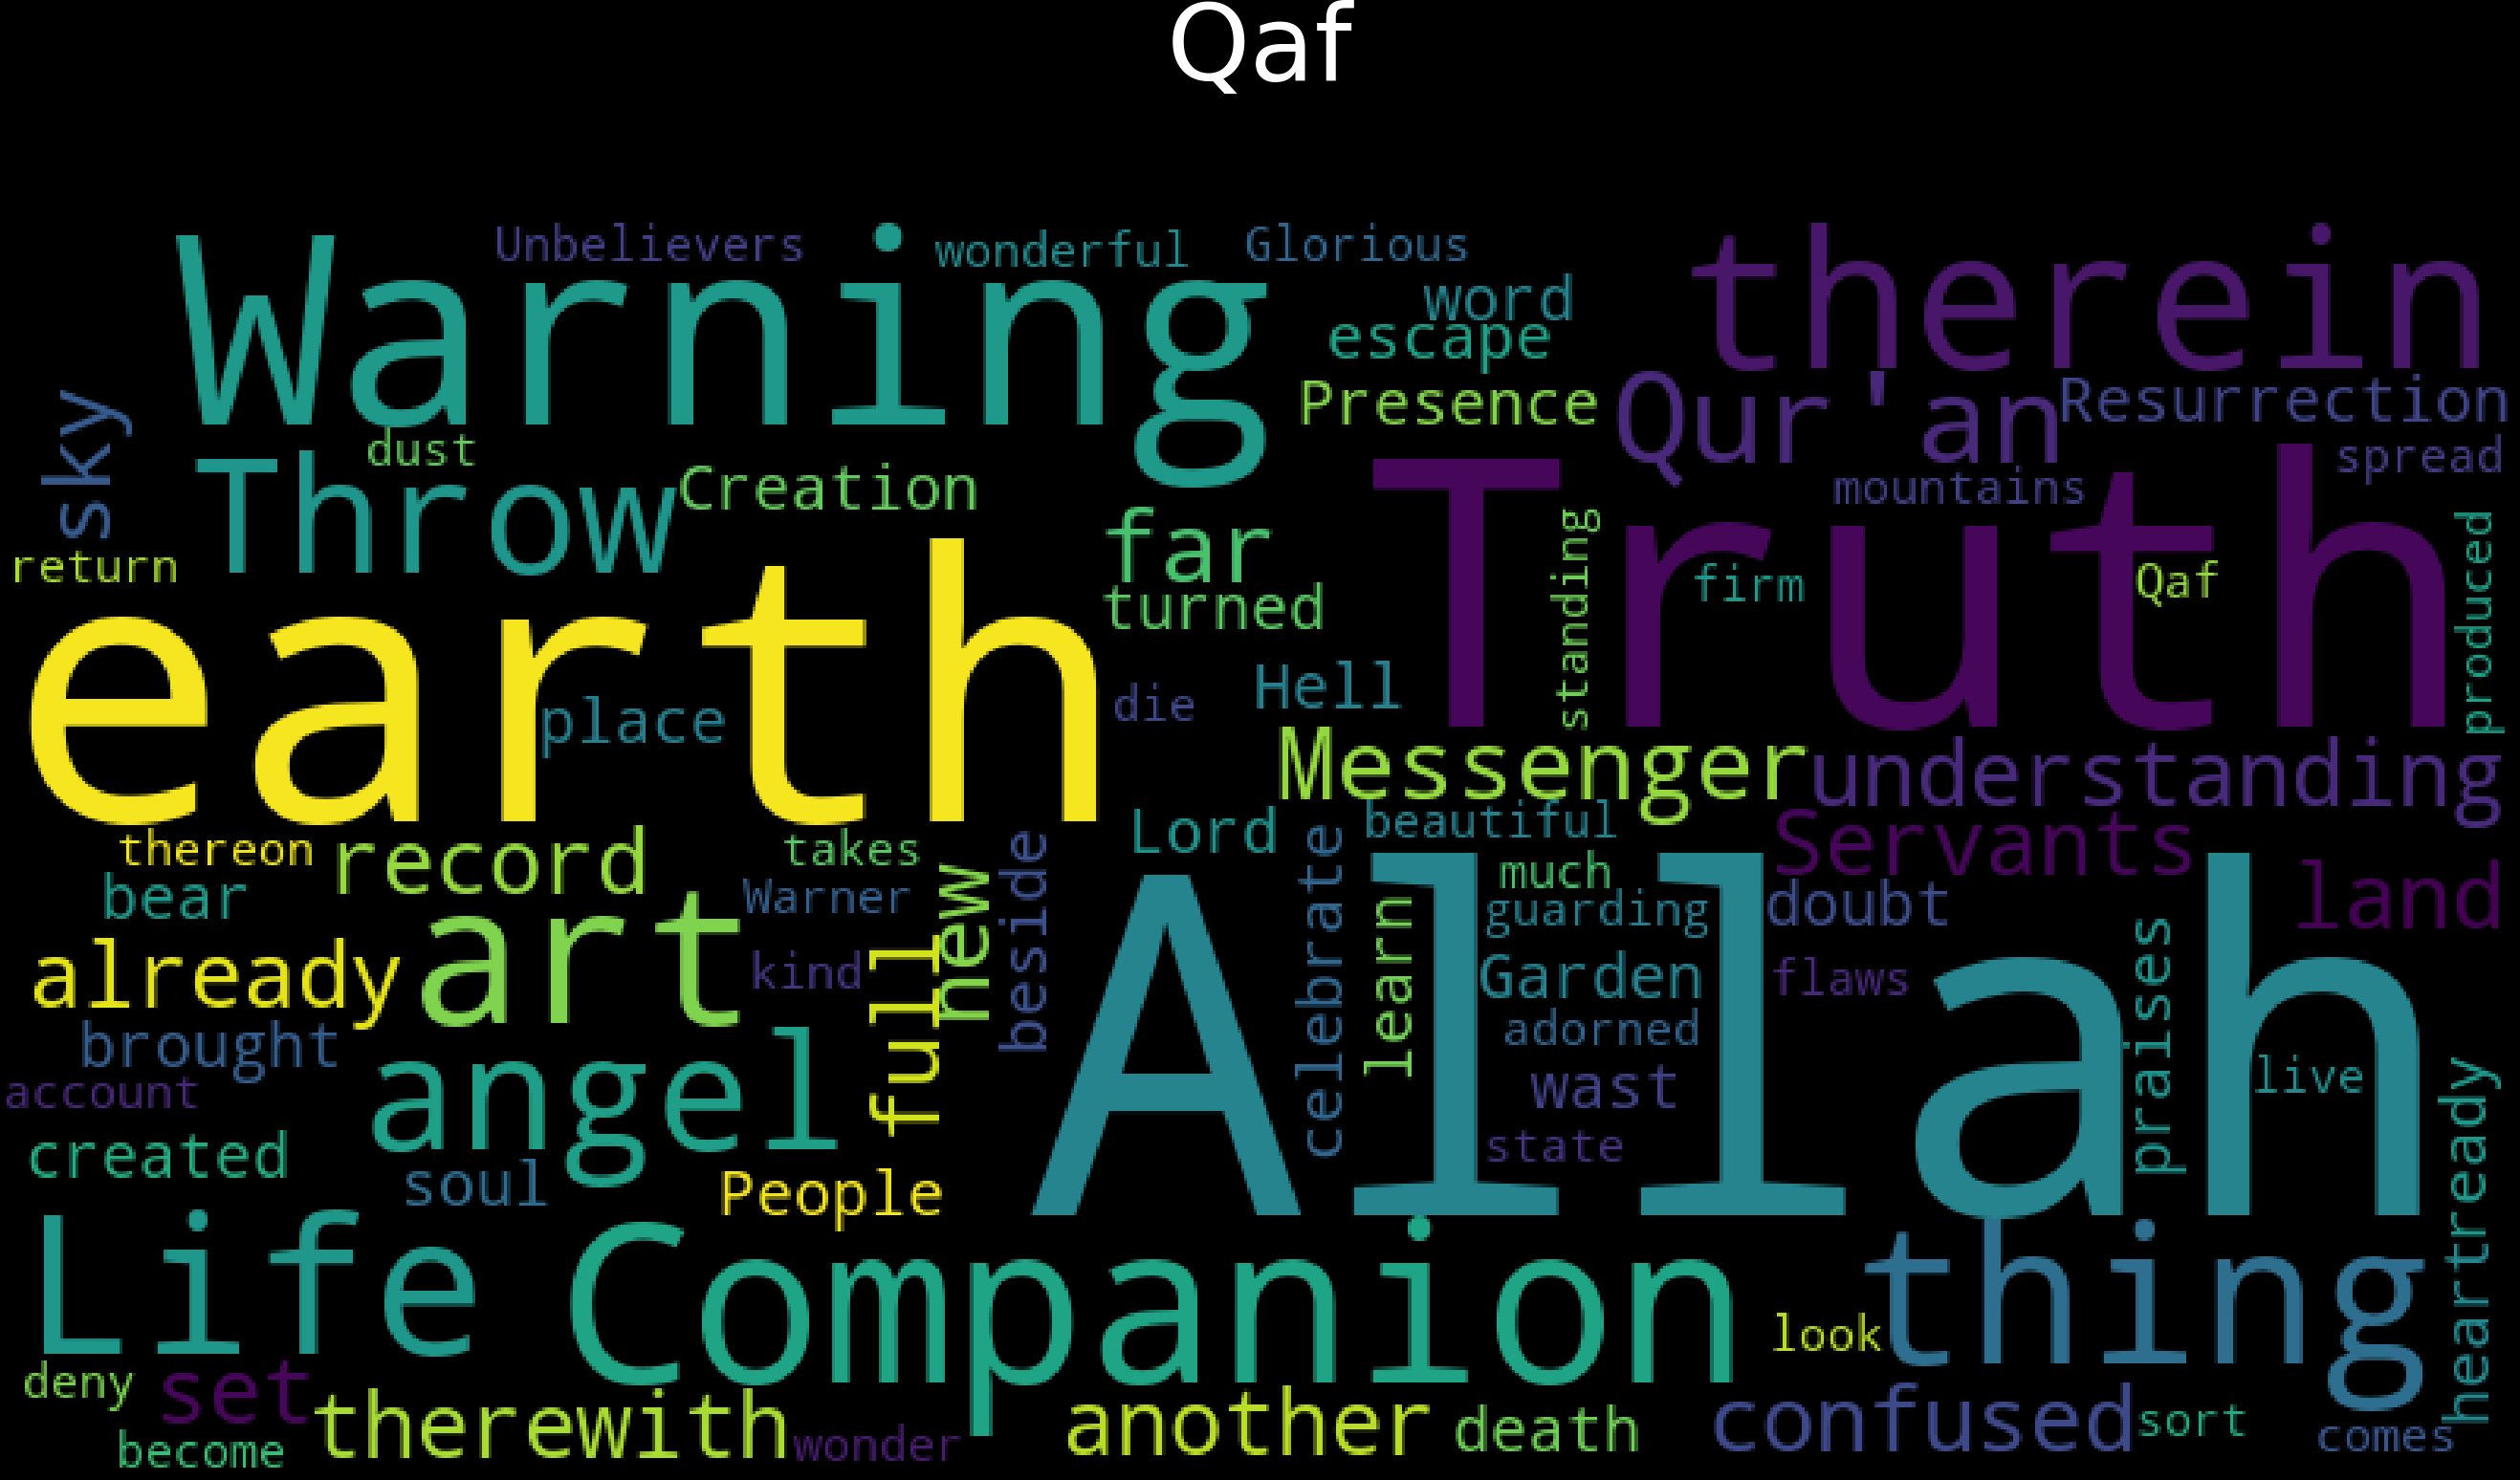 Qaf
Unbelievers wonderful Glorious
Warning therein
word
escape
sky Presence Qur'an Resurrection
dust spread
Throw Creation Truth mountains
far standing produced
return firm Qaf
turned
earth
place die Hell
Messenger understanding
thereon record takes Lord beautiful Servants
bear Warner new beside celebrate learn much guarding doubt land
already art kind full Allah Garden flaws praises
brought adorned
account angel wast live
created state heartready
soul People
Life Companion thing
look
deny set therewith another death confused sort
become wonder comes